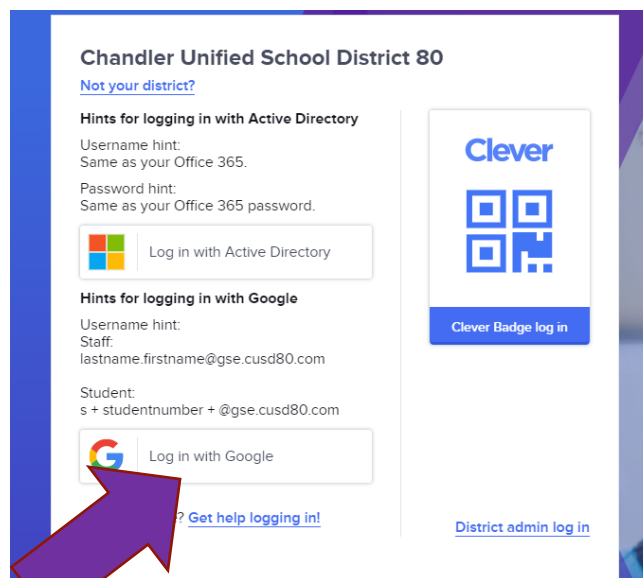 Chandler Unified School District 80
Not your district?
Hints for logging in with Active Directory
Username hint:
Same as your Office 365.
Password hint:
Same as your Office 365 password.
Log in with Active Directory
Hints for logging in with Google
Username hint:
Staff:
lastname.firstname@gse.cusd80.com
Student:
s + studentnumber + @gse.cusd80.com
Log in with Google
? Get help logging in!
Clever
Clever Badge log in
District admin log in